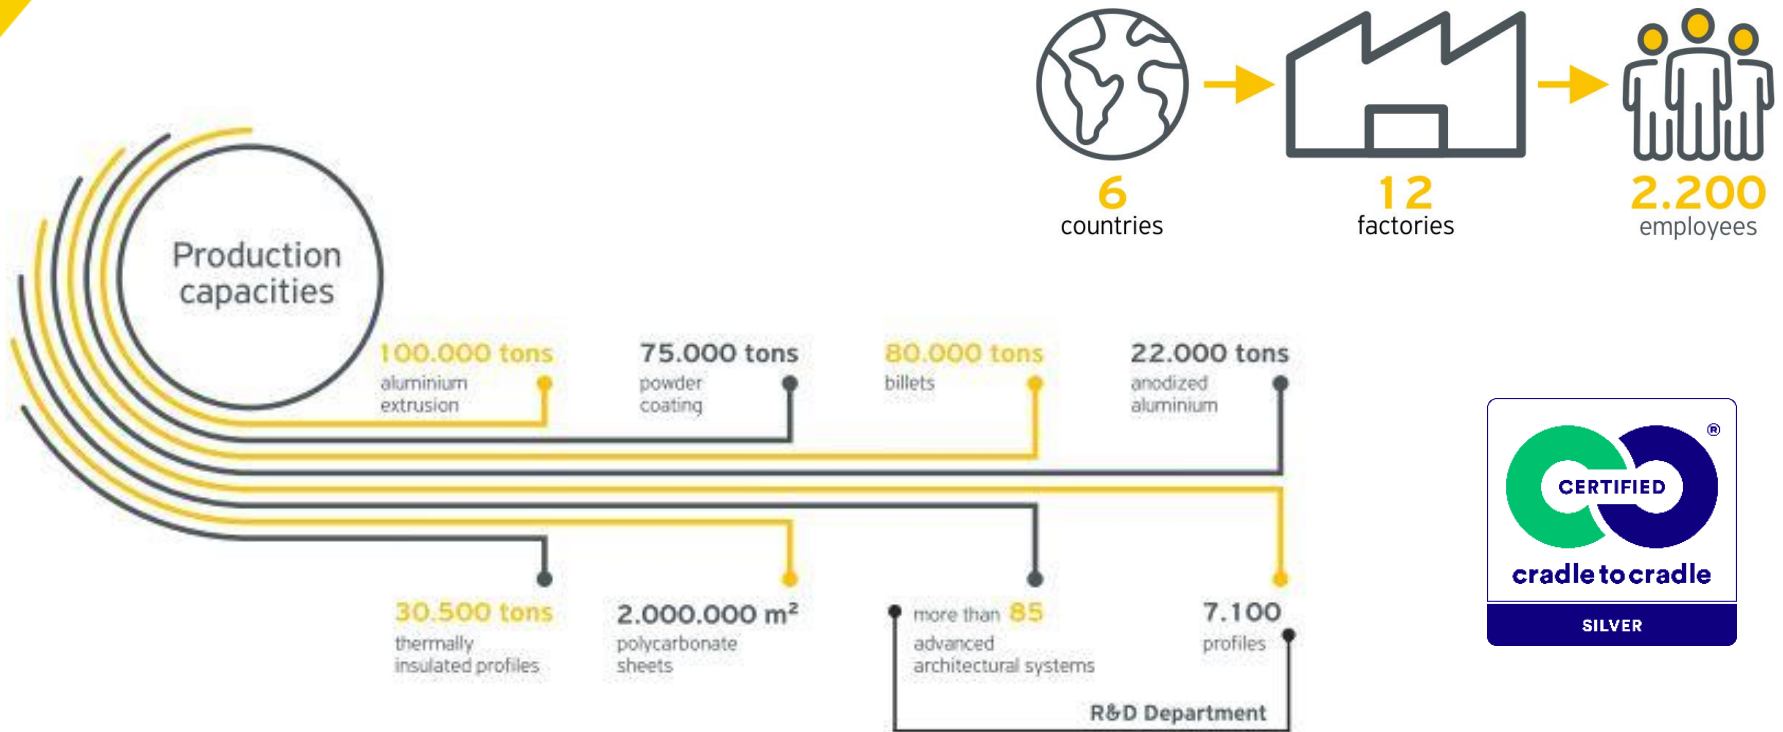 6
countries
12
factories
2.200
employees
Production
capacities
100.000 tons
aluminium
extrusion
75.000 tons
powder
coating
80.000 tons
billets
22.000 tons
anodized
aluminium
30.500 tons
thermally
insulated profiles
2.000.000 m²
polycarbonate
sheets
more than 85
advanced
architectural systems
7.100
profiles
R&D Department
®
CERTIFIED
cradle to cradle
SILVER